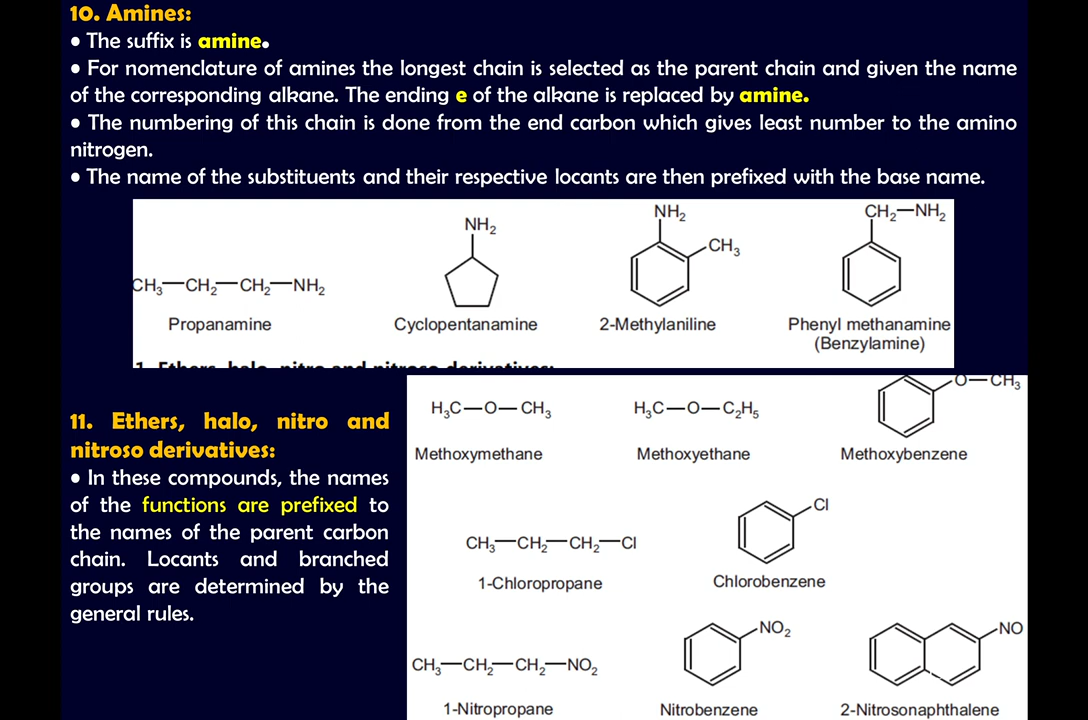 10. Amines:
• The suffix is amine.
• For nomenclature of amines the longest chain is selected as the parent chain and given the name
of the corresponding alkane. The ending e of the alkane is replaced by amine.
• The numbering of this chain is done from the end carbon which gives least number to the amino
nitrogen.
• The name of the substituents and their respective locants are then prefixed with the base name.
NH₂
CH₂—NH₂
NH₂
CH₃
CH₃—CH₂—CH₂—NH₂
Propanamine
Cyclopentanamine
2-Methylaniline
Phenyl methanamine
(Benzylamine)
1. Ethers, halo, nitro and nitroso derivatives:
11. Ethers, halo, nitro and
nitroso derivatives:
• In these compounds, the names
of the functions are prefixed to
the names of the parent carbon
chain. Locants and branched
groups are determined by the
general rules.
H₃C—O—CH₃
H₃C—O—C₂H₅
O—CH₃
Methoxymethane
Methoxyethane
Methoxybenzene
CH₃—CH₂—CH₂—Cl
Cl
1-Chloropropane
Chlorobenzene
CH₃—CH₂—CH₂—NO₂
NO₂
NO
1-Nitropropane
Nitrobenzene
2-Nitrosonaphthalene